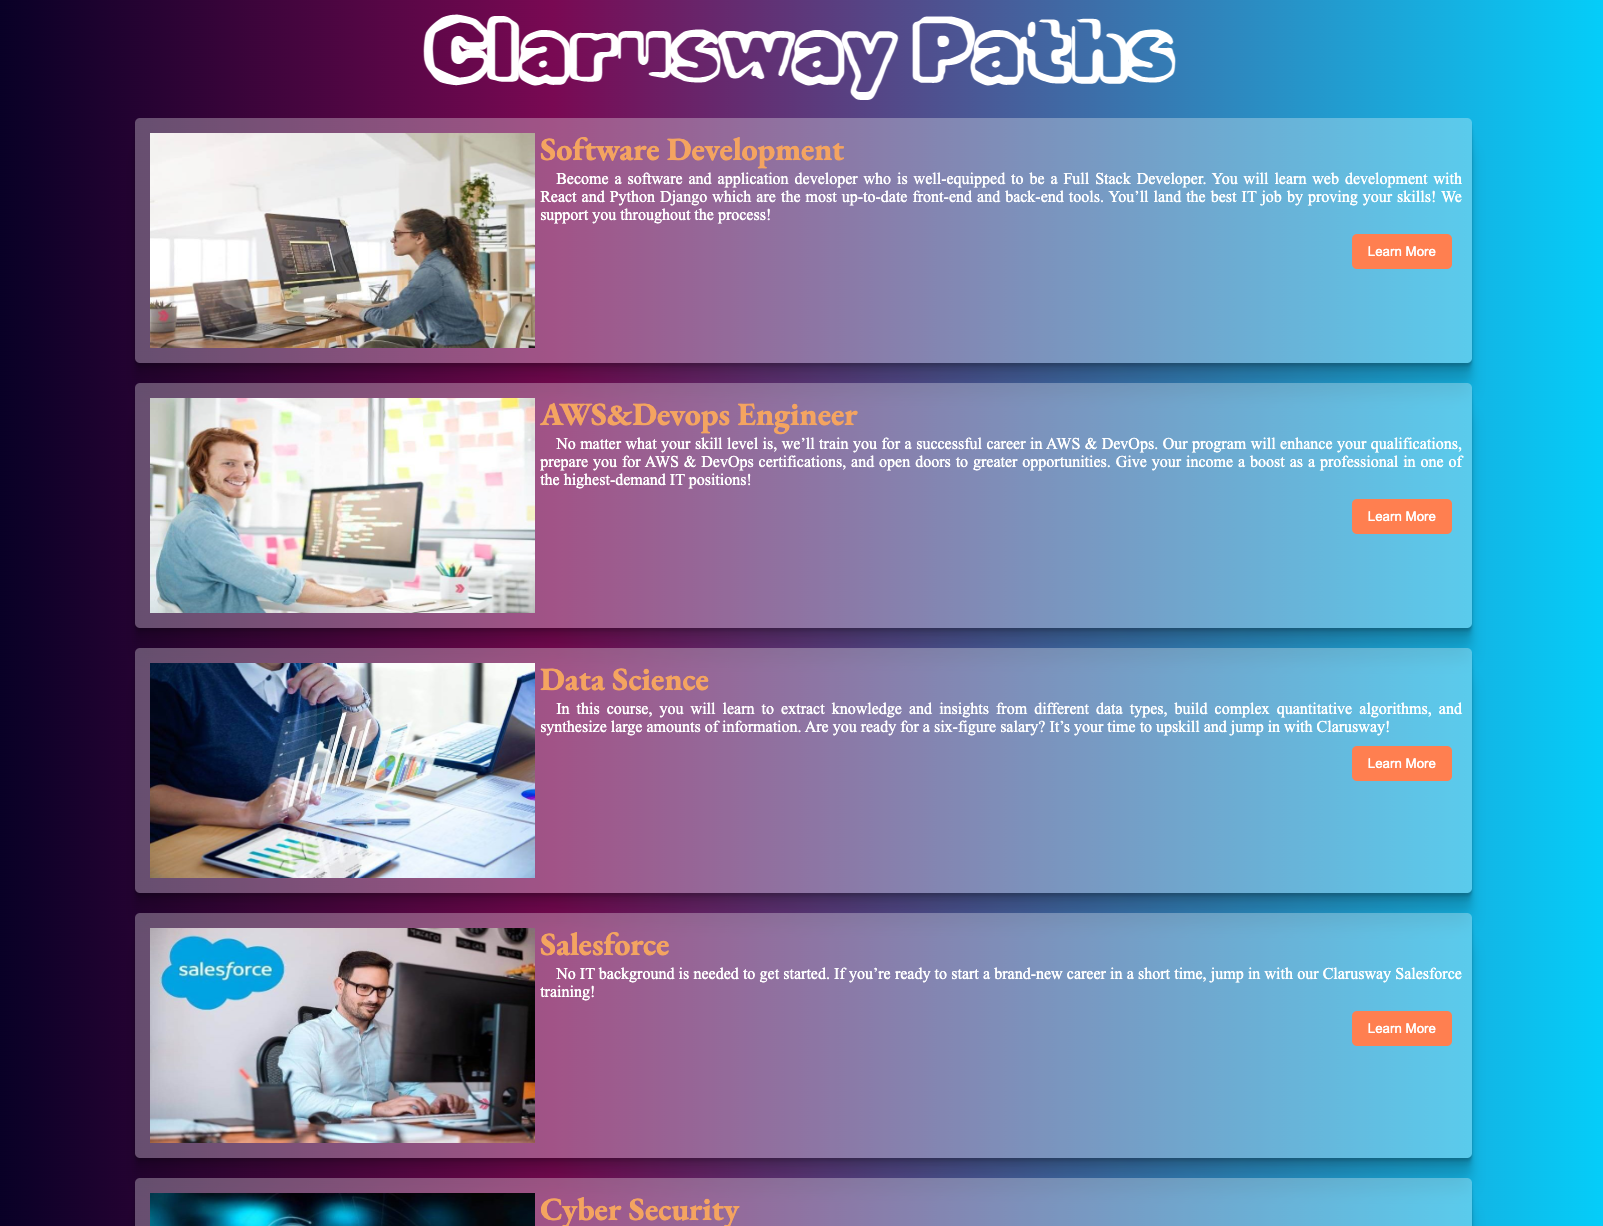 Clarusway Paths
Software Development
Become a software and application developer who is well-equipped to be a Full Stack Developer. You will learn web development with
React and Python Django which are the most up-to-date front-end and back-end tools. You’ll land the best IT job by proving your skills! We
support you throughout the process!
Learn More
AWS&Devops Engineer
No matter what your skill level is, we’ll train you for a successful career in AWS & DevOps. Our program will enhance your qualifications,
prepare you for AWS & DevOps certifications, and open doors to greater opportunities. Give your income a boost as a professional in one of
the highest-demand IT positions!
Learn More
Data Science
In this course, you will learn to extract knowledge and insights from different data types, build complex quantitative algorithms, and
synthesize large amounts of information. Are you ready for a six-figure salary? It’s your time to upskill and jump in with Clarusway!
Learn More
salesforce
Salesforce
No IT background is needed to get started. If you’re ready to start a brand-new career in a short time, jump in with our Clarusway Salesforce
training!
Learn More
Cyber Security